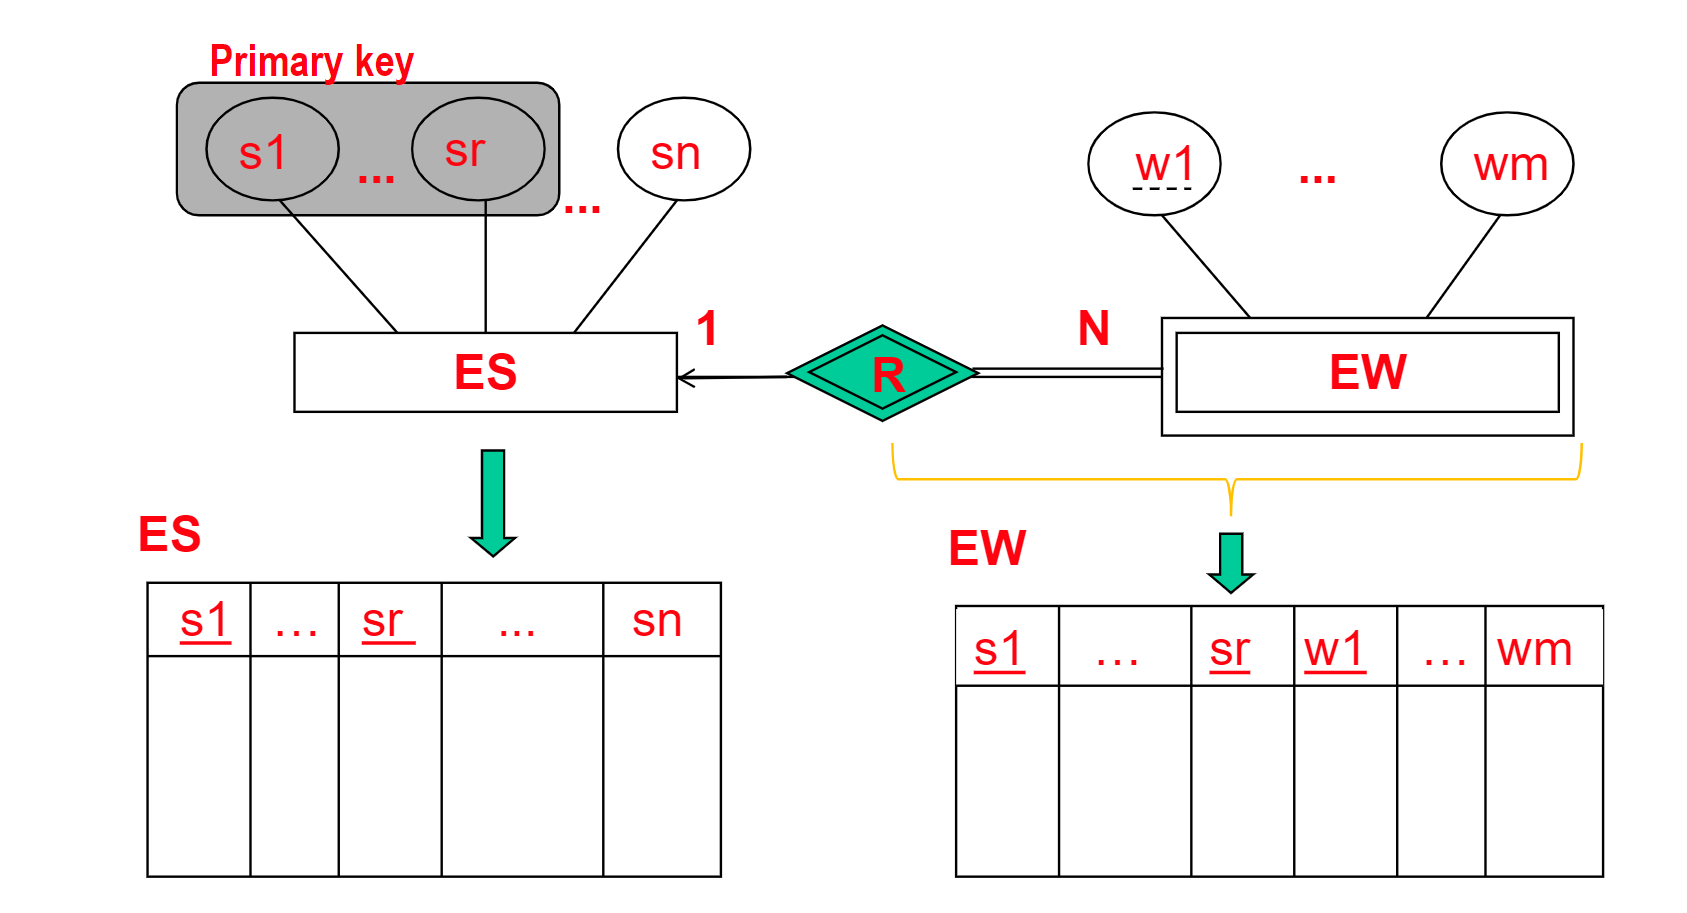 Primary key
s1 ... sr ... sn
w1 ... wm
ES 1 R N EW
ES
EW
s1 ... sr ... sn
s1 ... sr w1 ... wm